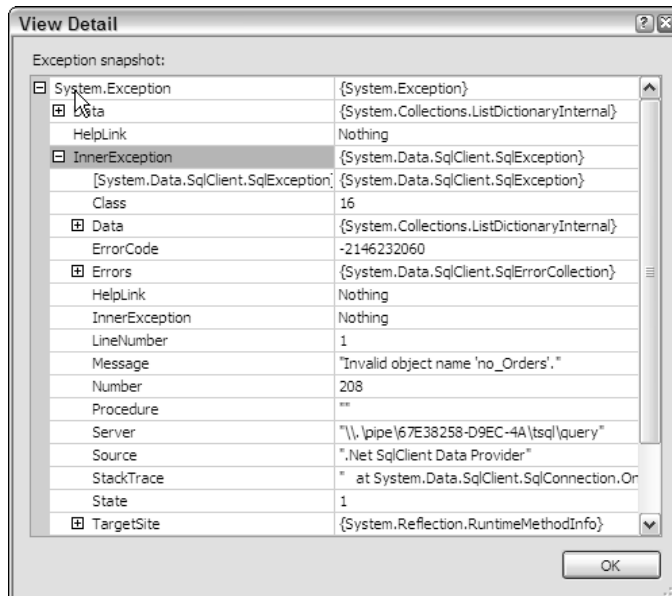 View Detail
Exception snapshot:
System.Exception {System.Exception}
Data {System.Collections.ListDictionaryInternal}
HelpLink Nothing
InnerException {System.Data.SqlClient.SqlException}
[System.Data.SqlClient.SqlException] {System.Data.SqlClient.SqlException}
Class 16
Data {System.Collections.ListDictionaryInternal}
ErrorCode -2146232060
Errors {System.Data.SqlClient.SqlErrorCollection}
HelpLink Nothing
InnerException Nothing
LineNumber 1
Message "Invalid object name 'no_Orders'."
Number 208
Procedure ""
Server "\\.\pipe\67E38258-D9EC-4A\tsql\query"
Source ".Net SqlClient Data Provider"
StackTrace "   at System.Data.SqlClient.SqlConnection.On
State 1
TargetSite {System.Reflection.RuntimeMethodInfo}
OK